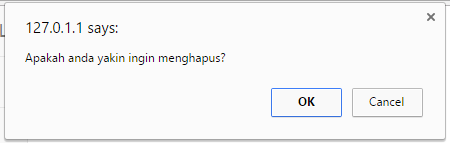 127.0.1.1 says:
Apakah anda yakin ingin menghapus?
OK
Cancel